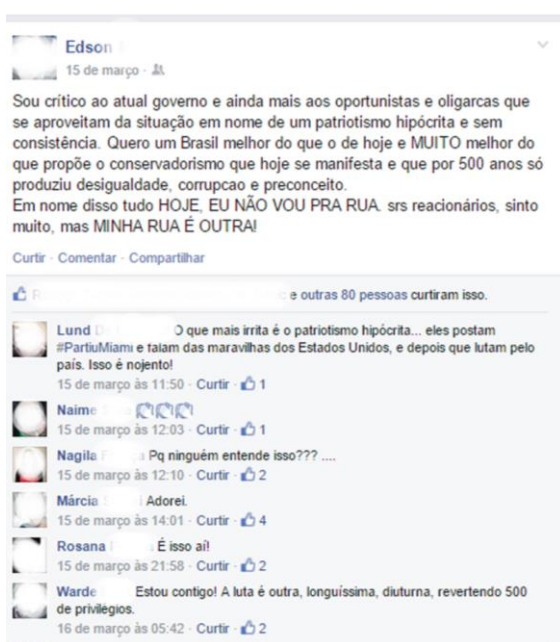 Edson
15 de março ·
Sou crítico ao atual governo e ainda mais aos oportunistas e oligarcas que
se aproveitam da situação em nome de um patriotismo hipócrita e sem
consistência. Quero um Brasil melhor do que o de hoje e MUITO melhor do
que propõe o conservadorismo que hoje se manifesta e que por 500 anos só
produziu desigualdade, corrupcao e preconceito.
Em nome disso tudo HOJE, EU NÃO VOU PRA RUA. srs reacionários, sinto
muito, mas MINHA RUA É OUTRA!
Curtir · Comentar · Compartilhar
e outras 80 pessoas curtiram isso.
Lund O que mais irrita é o patriotismo hipócrita... eles postam
#PartiuMiami e falam das maravilhas dos Estados Unidos, e depois que lutam pelo
país. Isso é nojento!
15 de março às 11:50 · Curtir · 1
Naime
15 de março às 12:03 · Curtir · 1
Nagila Pq ninguém entende isso??? ....
15 de março às 12:10 · Curtir · 2
Márcia Adorei.
15 de março às 14:01 · Curtir · 4
Rosana É isso aí!
15 de março às 21:58 · Curtir · 2
Warde Estou contigo! A luta é outra, longuíssima, diuturna, revertendo 500
de privilégios.
16 de março às 05:42 · Curtir · 2